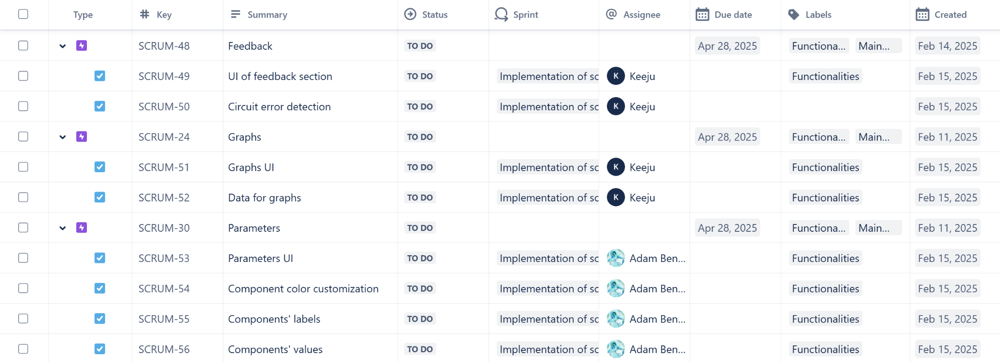 Type Key Summary Status Sprint Assignee Due date Labels Created
SCRUM-48 Feedback TO DO Apr 28, 2025 Functiona... Main... Feb 14, 2025
SCRUM-49 UI of feedback section TO DO Implementation of sc K Keeju Functionalities Feb 15, 2025
SCRUM-50 Circuit error detection TO DO Implementation of sc K Keeju Feb 15, 2025
SCRUM-24 Graphs TO DO Apr 28, 2025 Functiona... Main... Feb 11, 2025
SCRUM-51 Graphs UI TO DO Implementation of sc K Keeju Functionalities Feb 15, 2025
SCRUM-52 Data for graphs TO DO Implementation of sc K Keeju Functionalities Feb 15, 2025
SCRUM-30 Parameters TO DO Apr 28, 2025 Functiona... Main... Feb 11, 2025
SCRUM-53 Parameters UI TO DO Implementation of sc Adam Ben... Functionalities Feb 15, 2025
SCRUM-54 Component color customization TO DO Implementation of sc Adam Ben... Functionalities Feb 15, 2025
SCRUM-55 Components' labels TO DO Implementation of sc Adam Ben... Functionalities Feb 15, 2025
SCRUM-56 Components' values TO DO Implementation of sc Adam Ben... Functionalities Feb 15, 2025